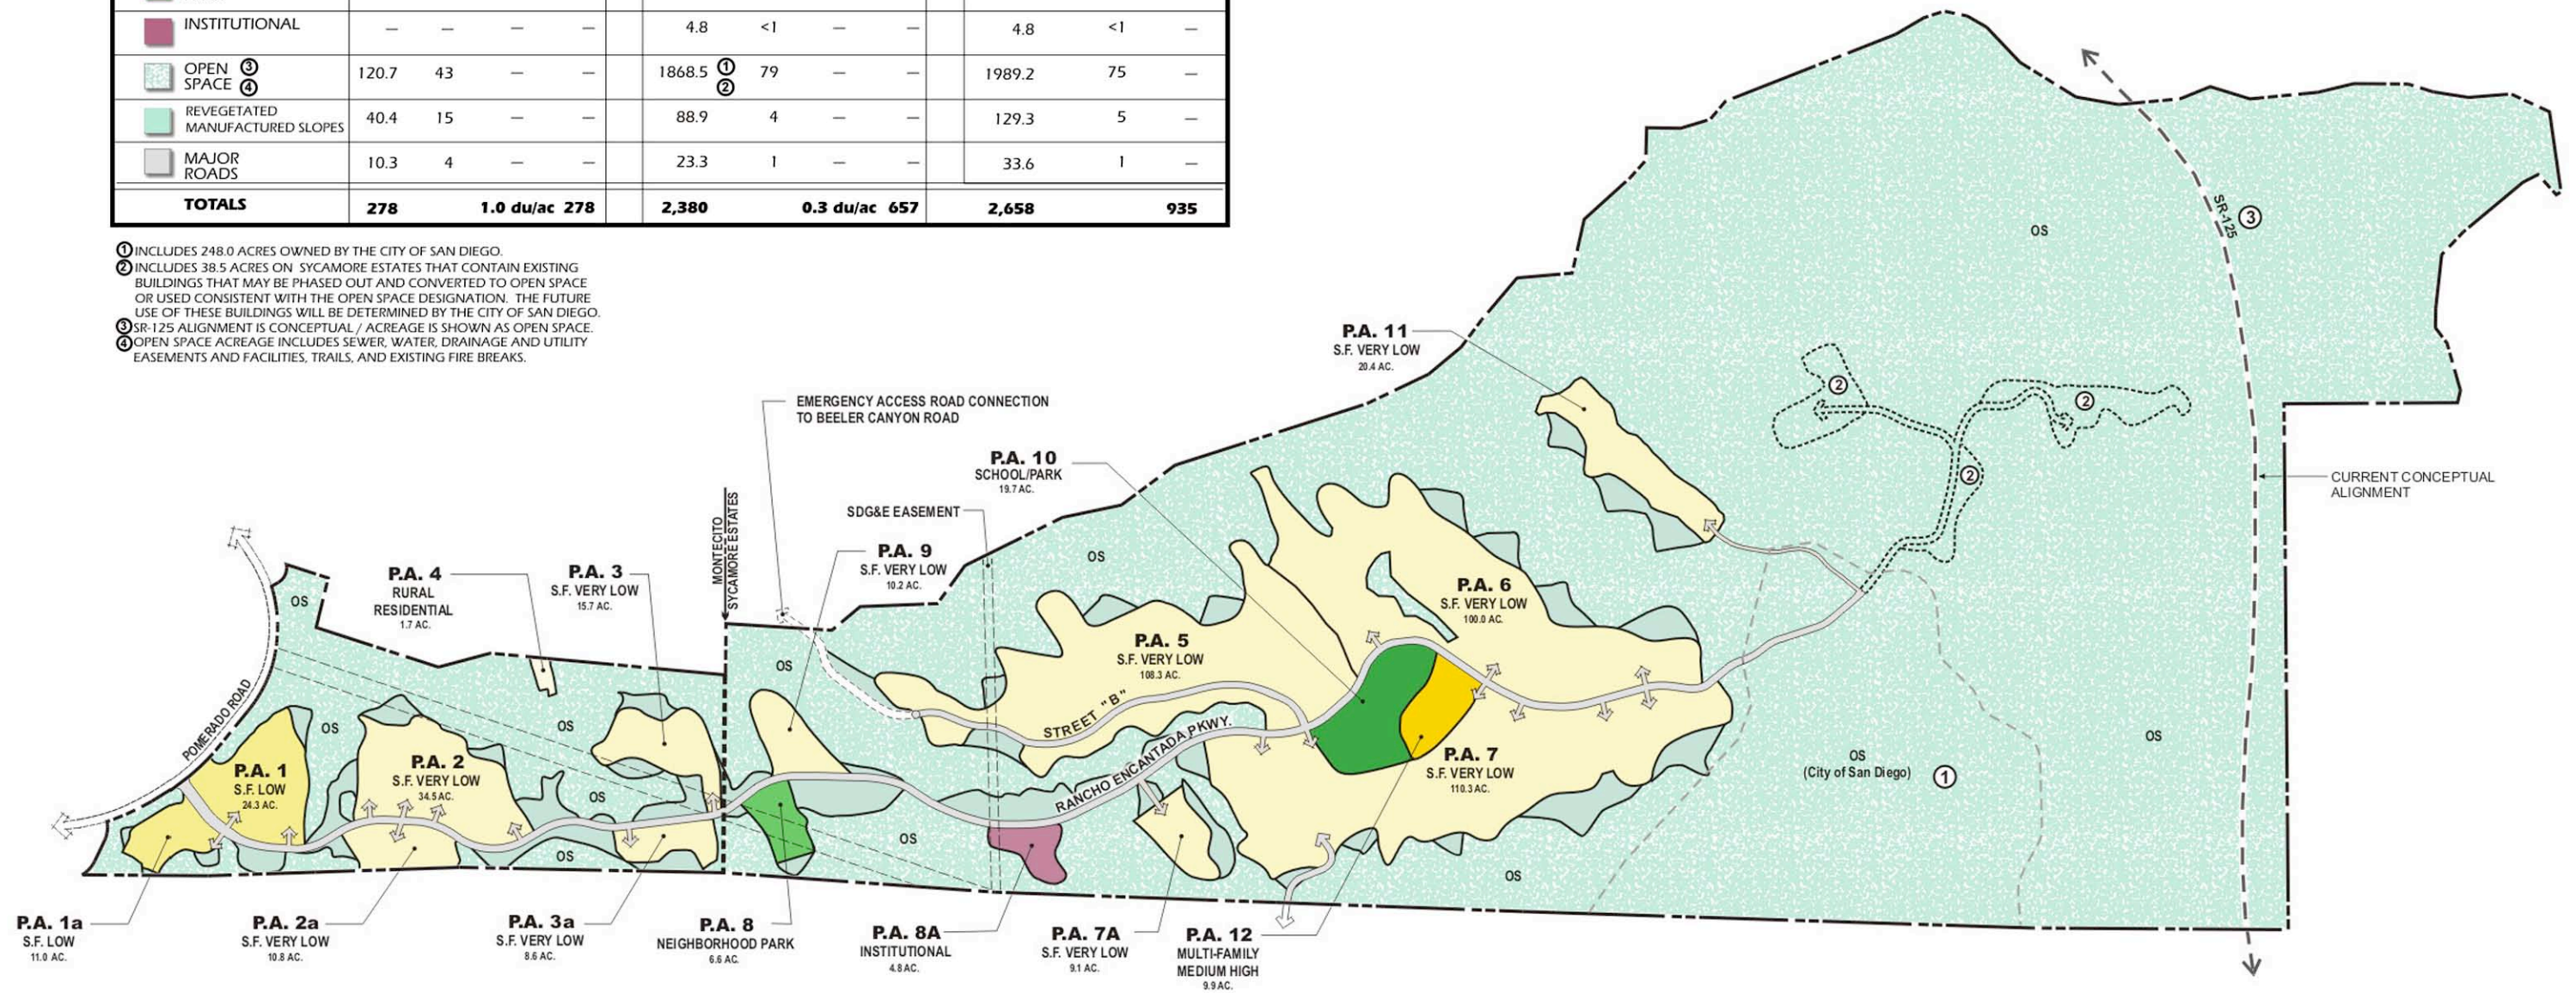 INSTITUTIONAL — — — — 4.8 <1 — — 4.8 <1 —
OPEN ③
SPACE ④ 120.7 43 — — 1868.5 ① ② 79 — — 1989.2 75 —
REVEGETATED
MANUFACTURED SLOPES 40.4 15 — — 88.9 4 — — 129.3 5 —
MAJOR
ROADS 10.3 4 — — 23.3 1 — — 33.6 1 —
TOTALS 278 1.0 du/ac 278 2,380 0.3 du/ac 657 2,658 935
① INCLUDES 248.0 ACRES OWNED BY THE CITY OF SAN DIEGO.
② INCLUDES 38.5 ACRES ON SYCAMORE ESTATES THAT CONTAIN EXISTING
BUILDINGS THAT MAY BE PHASED OUT AND CONVERTED TO OPEN SPACE
OR USED CONSISTENT WITH THE OPEN SPACE DESIGNATION. THE FUTURE
USE OF THESE BUILDINGS WILL BE DETERMINED BY THE CITY OF SAN DIEGO.
③ SR-125 ALIGNMENT IS CONCEPTUAL / ACREAGE IS SHOWN AS OPEN SPACE.
④ OPEN SPACE ACREAGE INCLUDES SEWER, WATER, DRAINAGE AND UTILITY
EASEMENTS AND FACILITIES, TRAILS, AND EXISTING FIRE BREAKS.
SR-125
③
OS
P.A. 11
S.F. VERY LOW
20.4 AC.
②
②
②
EMERGENCY ACCESS ROAD CONNECTION
TO BEELER CANYON ROAD
P.A. 10
SCHOOL/PARK
19.7 AC.
CURRENT CONCEPTUAL
ALIGNMENT
SDG&E EASEMENT
MONTECITO
SYCAMORE ESTATES
P.A. 9
S.F. VERY LOW
10.2 AC.
OS
P.A. 4
RURAL
RESIDENTIAL
1.7 AC.
P.A. 3
S.F. VERY LOW
15.7 AC.
P.A. 6
S.F. VERY LOW
100.0 AC.
OS
OS
P.A. 5
S.F. VERY LOW
108.3 AC.
POMERADO ROAD
OS
OS
STREET "B"
RANCHO ENCANTADA PKWY.
OS
P.A. 1
S.F. LOW
24.3 AC.
P.A. 2
S.F. VERY LOW
34.5 AC.
P.A. 7
S.F. VERY LOW
110.3 AC.
OS
(City of San Diego)
①
OS
OS
OS
OS
P.A. 1a
S.F. LOW
11.0 AC.
P.A. 2a
S.F. VERY LOW
10.8 AC.
P.A. 3a
S.F. VERY LOW
8.6 AC.
P.A. 8
NEIGHBORHOOD PARK
6.6 AC.
P.A. 8A
INSTITUTIONAL
4.8 AC.
P.A. 7A
S.F. VERY LOW
9.1 AC.
P.A. 12
MULTI-FAMILY
MEDIUM HIGH
9.9 AC.